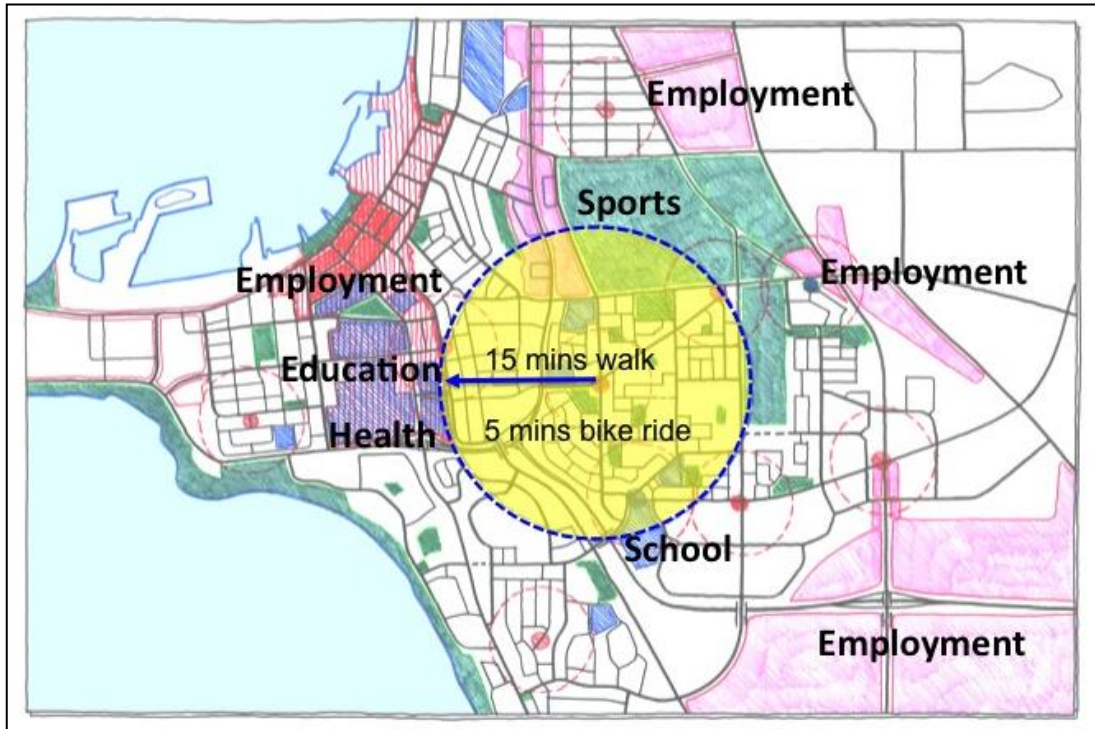 Employment
Sports
Employment
Employment
15 mins walk
Education
5 mins bike ride
Health
School
Employment